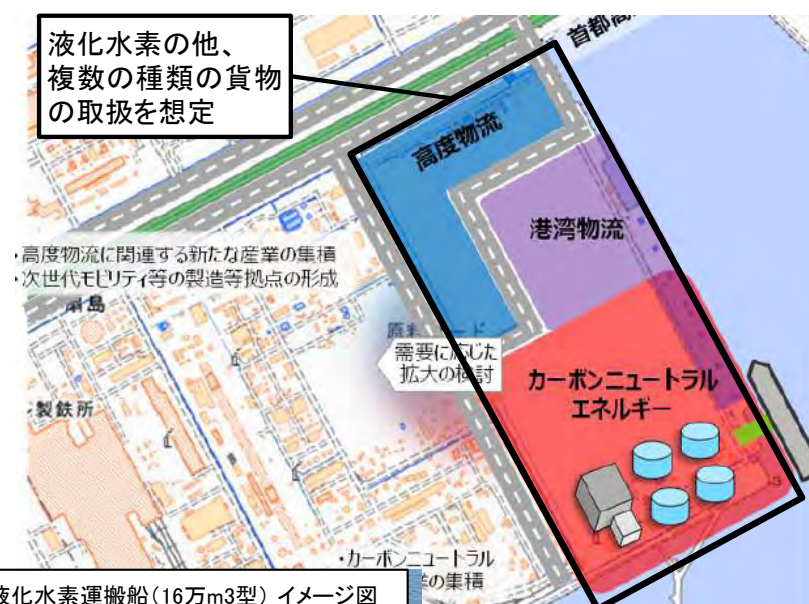 液化水素の他、
複数の種類の貨物
の取扱を想定
首都高
高度物流
港湾物流
・高度物流に関連する新たな産業の集積
・次世代モビリティ等の製造等拠点の形成
扇島
需要に応じた
拡大の検討
カーボンニュートラル
エネルギー
製鉄所
・カーボンニュートラル
の集積
液化水素運搬船(16万m3型) イメージ図